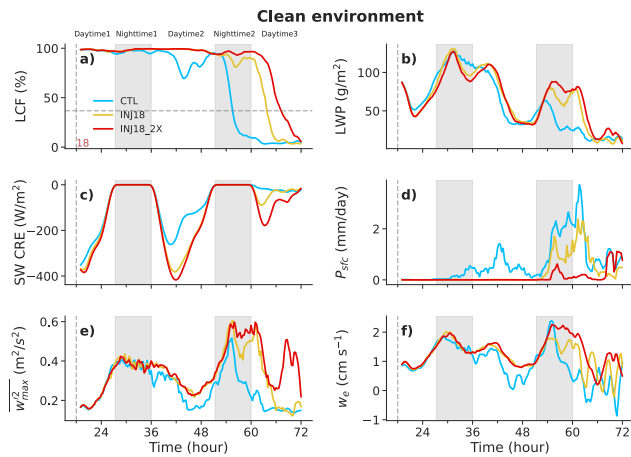 Clean environment
Daytime1 Nighttime1 Daytime2 Nighttime2 Daytime3
a)
LCF (%)
100
50
0
CTL
INJ18
INJ18_2X
18
b)
LWP (g/m²)
100
50
c)
SW CRE (W/m²)
0
−200
−400
d)
P_sfc (mm/day)
2
0
e)
w'²_max (m²/s²)
0.6
0.4
0.2
24 36 48 60 72
Time (hour)
f)
w_e (cm s⁻¹)
2
1
0
−1
24 36 48 60 72
Time (hour)